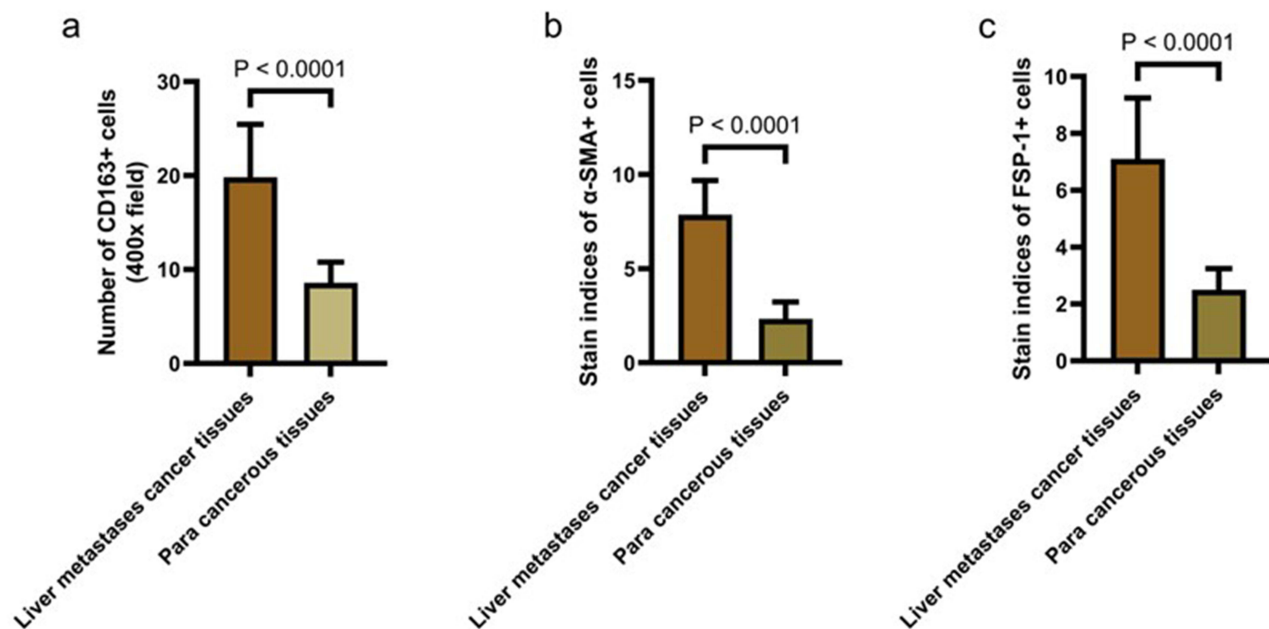 a
P < 0.0001
Number of CD163+ cells
(400x field)
30
20
10
0
Liver metastases cancer tissues
Para cancerous tissues
b
P < 0.0001
Stain indices of α-SMA+ cells
15
10
5
0
Liver metastases cancer tissues
Para cancerous tissues
c
P < 0.0001
Stain indices of FSP-1+ cells
10
8
6
4
2
0
Liver metastases cancer tissues
Para cancerous tissues